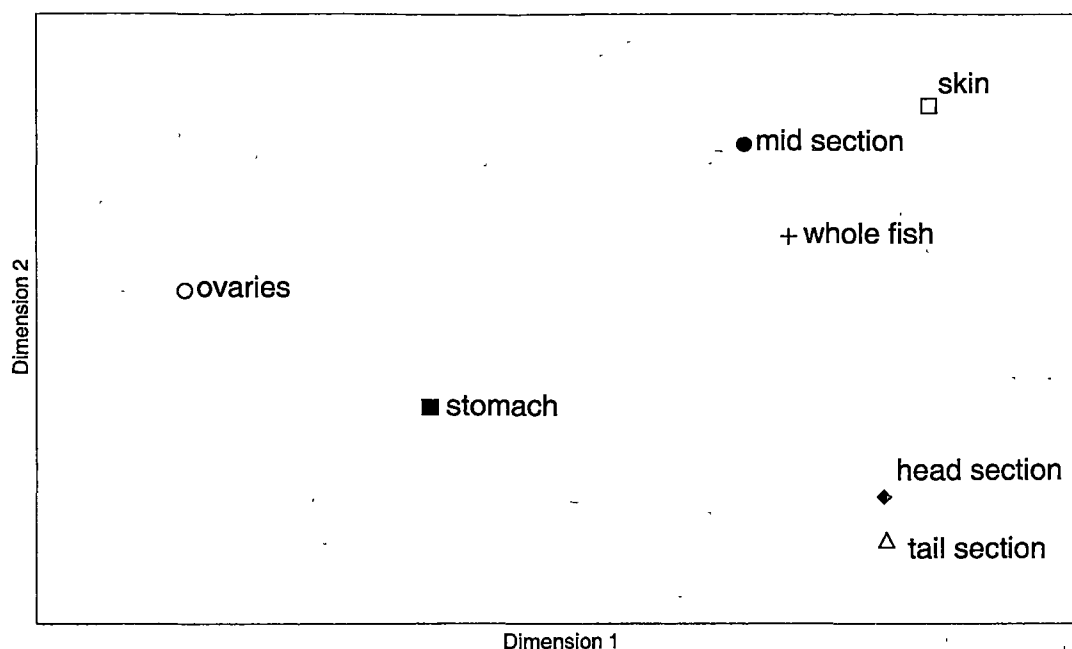 skin
mid section
whole fish
ovaries
stomach
head section
tail section
Dimension 2
Dimension 1